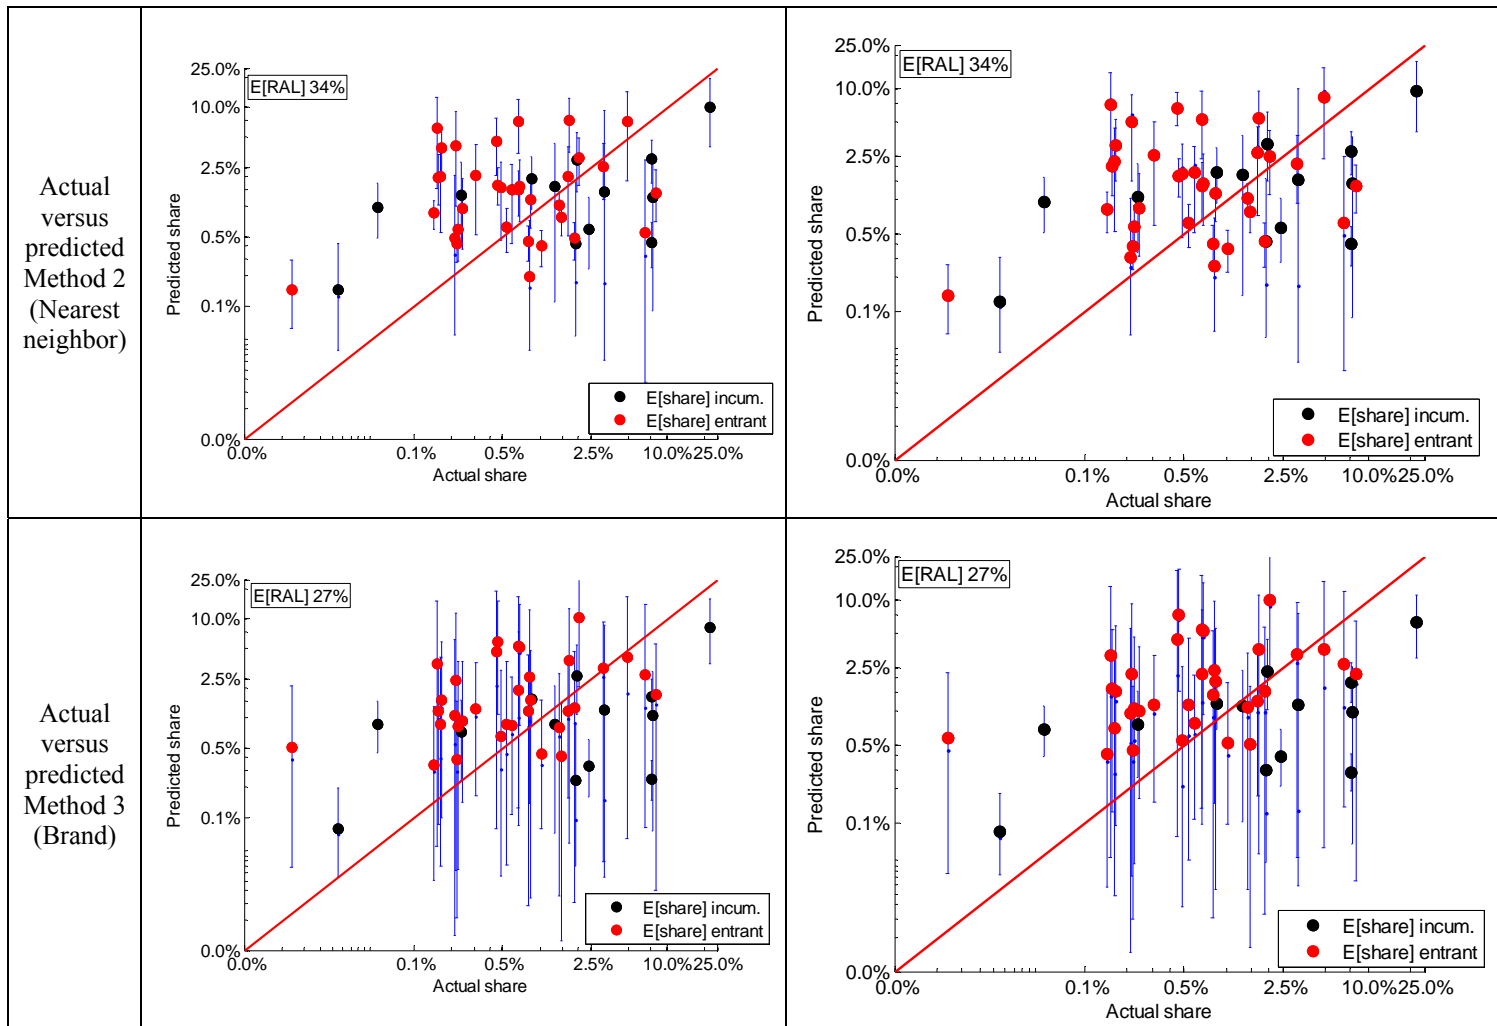 Actual
versus
predicted
Method 2
(Nearest
neighbor)
E[RAL] 34%
25.0%
10.0%
2.5%
0.5%
0.1%
0.0%
Predicted share
E[share] incum.
E[share] entrant
0.0% 0.1% 0.5% 2.5% 10.0% 25.0%
Actual share
E[RAL] 34%
25.0%
10.0%
2.5%
0.5%
0.1%
0.0%
Predicted share
E[share] incum.
E[share] entrant
0.0% 0.1% 0.5% 2.5% 10.0% 25.0%
Actual share
Actual
versus
predicted
Method 3
(Brand)
E[RAL] 27%
25.0%
10.0%
2.5%
0.5%
0.1%
0.0%
Predicted share
E[share] incum.
E[share] entrant
0.0% 0.1% 0.5% 2.5% 10.0% 25.0%
Actual share
E[RAL] 27%
25.0%
10.0%
2.5%
0.5%
0.1%
0.0%
Predicted share
E[share] incum.
E[share] entrant
0.0% 0.1% 0.5% 2.5% 10.0% 25.0%
Actual share